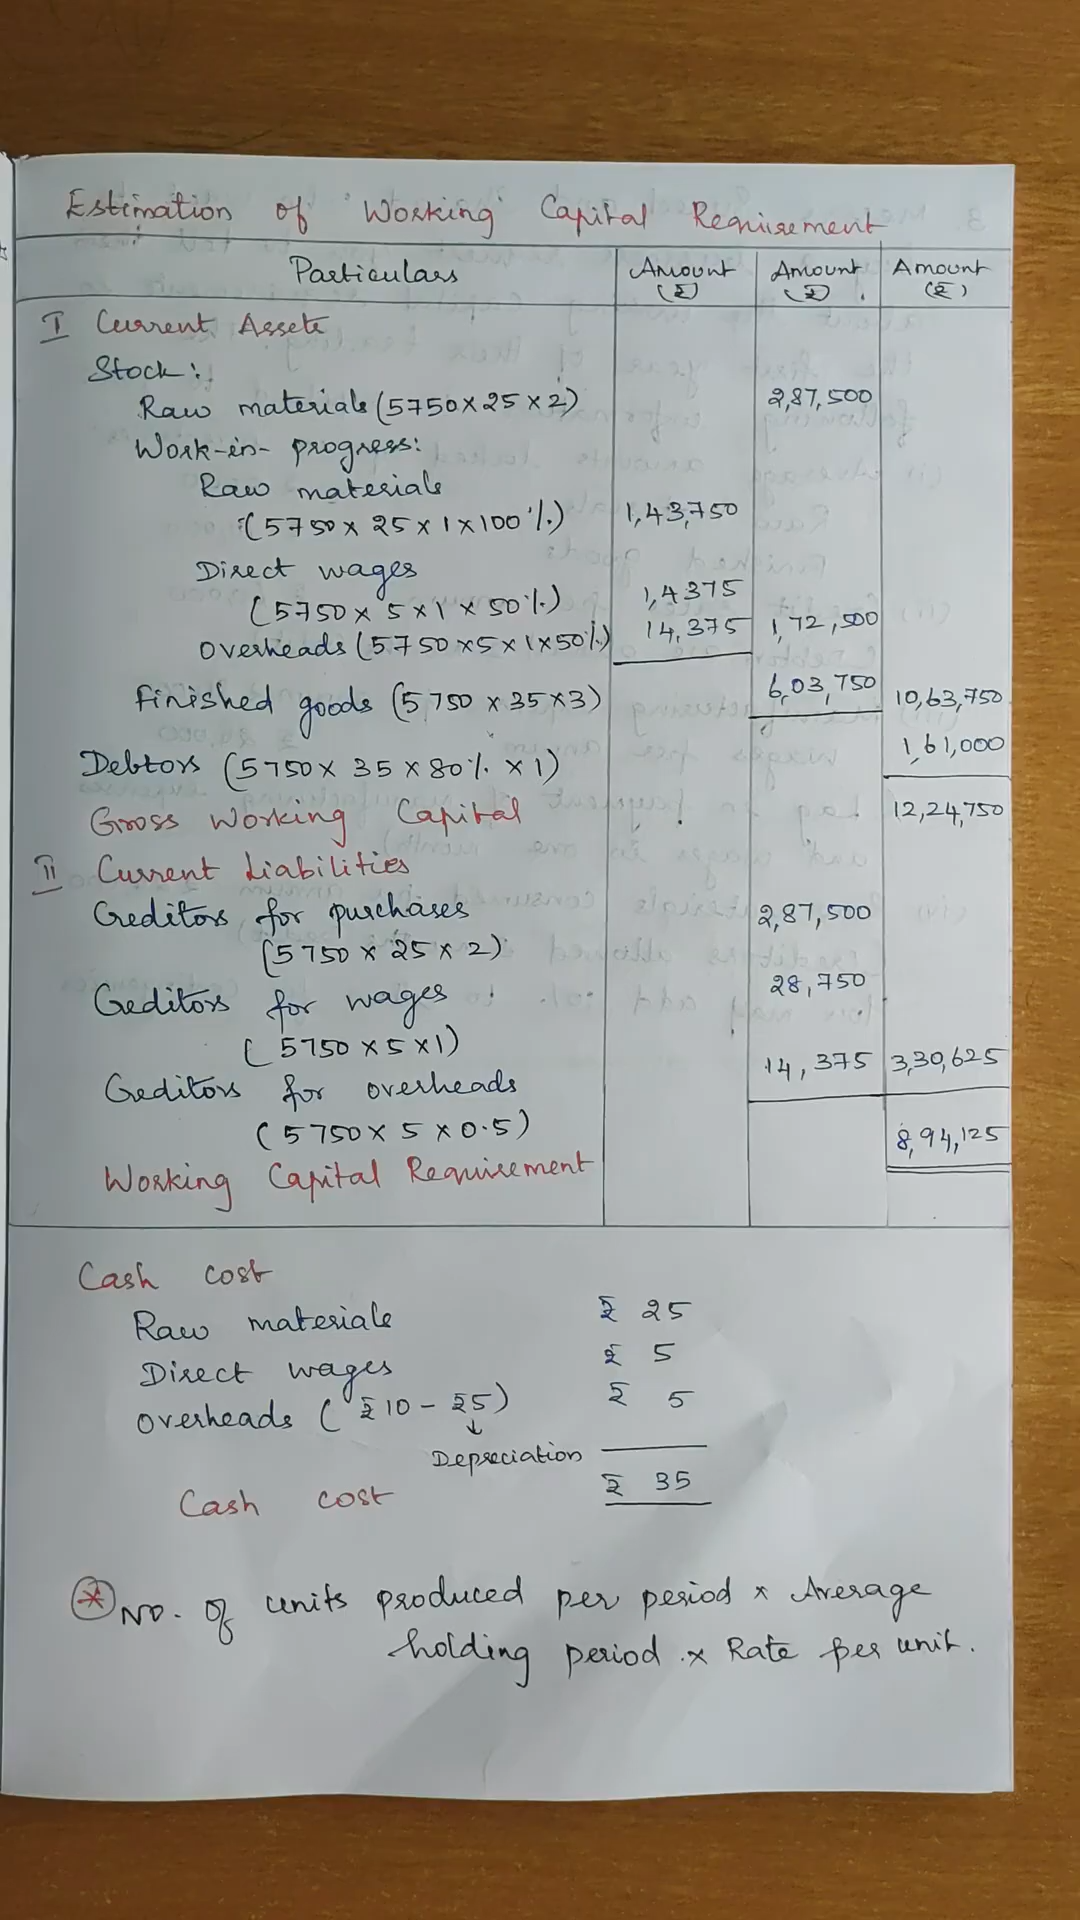 Estimation of Working Capital Requirement
Particulars Amount (₹) Amount (₹) Amount (₹)
I Current Assets
Stock:
Raw materials (5750 x 25 x 2) 2,87,500
Work-in-progress:
Raw materials
(5750 x 25 x 1 x 100%) 1,43,750
Direct wages
(5750 x 5 x 1 x 50%) 1,4375
Overheads (5750 x 5 x 1 x 50%) 14,375 1,72,500
Finished goods (5750 x 35 x 3) 6,03,750 10,63,750
Debtors (5750 x 35 x 80% x 1) 1,61,000
Gross Working Capital 12,24,750
II Current Liabilities
Creditors for purchases 2,87,500
(5750 x 25 x 2)
Creditors for wages 28,750
(5750 x 5 x 1)
Creditors for overheads 14,375 3,30,625
(5750 x 5 x 0.5)
Working Capital Requirement 8,94,125
Cash cost
Raw materials ₹ 25
Direct wages ₹ 5
Overheads (₹10 - ₹5) ₹ 5
↓
Depreciation
Cash cost ₹ 35
* No. of units produced per period x Average
holding period x Rate per unit.